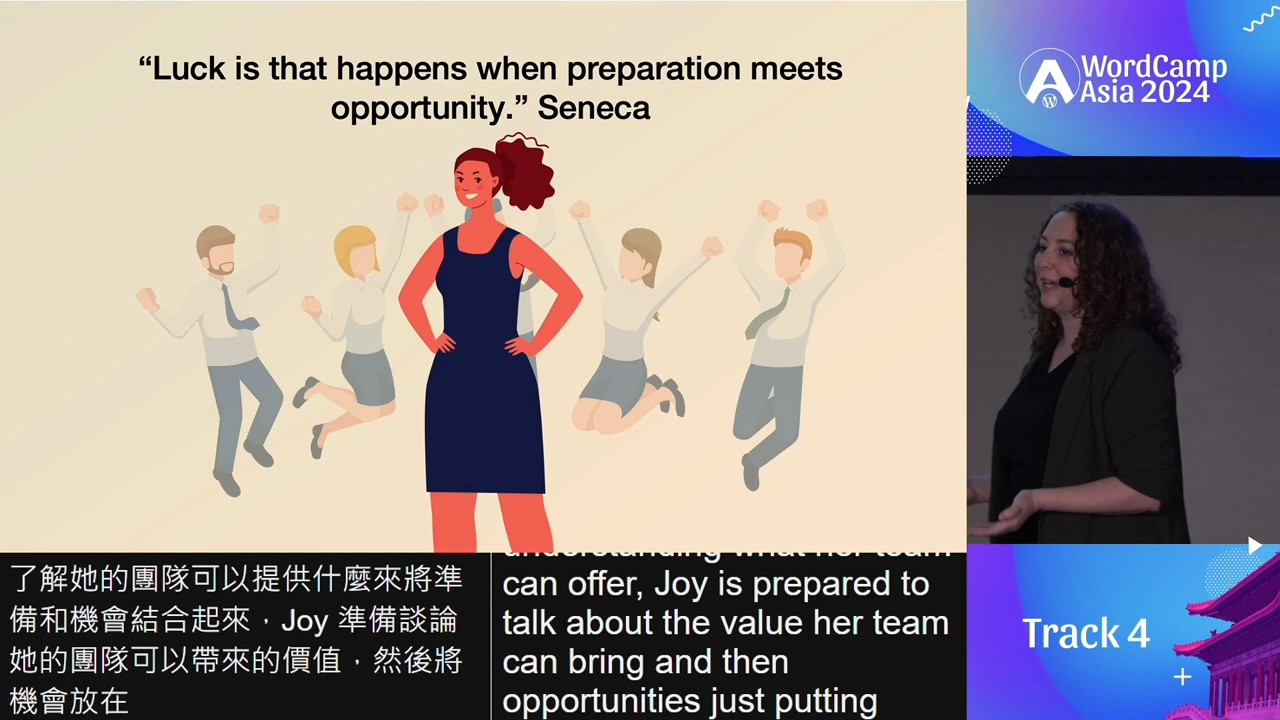 “Luck is that happens when preparation meets
opportunity.” Seneca
WordCamp
Asia 2024
了解她的團隊可以提供什麼來將準
備和機會結合起來，Joy 準備談論
她的團隊可以帶來的價值，然後將
機會放在
understanding what her team
can offer, Joy is prepared to
talk about the value her team
can bring and then
opportunities just putting
Track 4